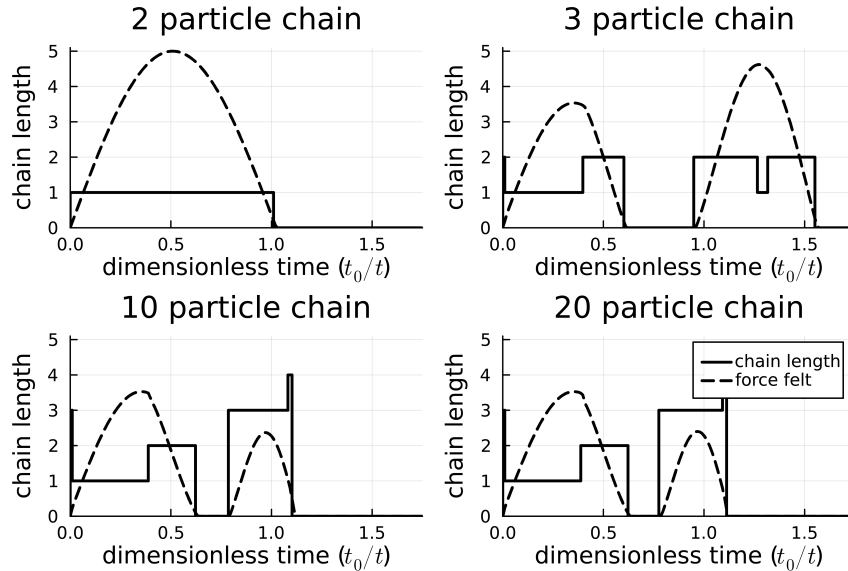 2 particle chain
5
4
3
2
1
0
chain length
0.0 0.5 1.0 1.5
dimensionless time (t₀/t)
3 particle chain
5
4
3
2
1
0
chain length
0.0 0.5 1.0 1.5
dimensionless time (t₀/t)
10 particle chain
5
4
3
2
1
0
chain length
0.0 0.5 1.0 1.5
dimensionless time (t₀/t)
20 particle chain
5
4
3
2
1
0
chain length
chain length
force felt
0.0 0.5 1.0 1.5
dimensionless time (t₀/t)